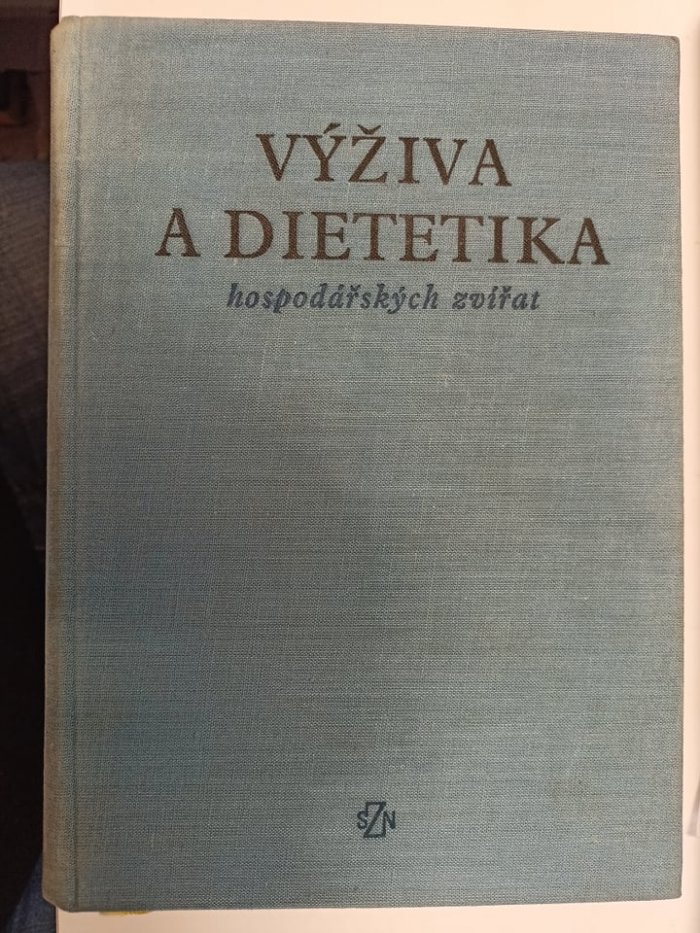 VÝŽIVA
A DIETETIKA
hospodářských zvířat
SZN